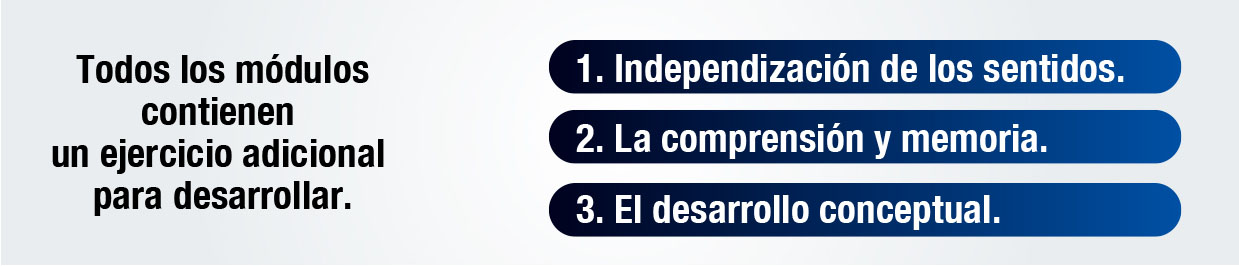 Todos los módulos
contienen
un ejercicio adicional
para desarrollar.
1. Independización de los sentidos.
2. La comprensión y memoria.
3. El desarrollo conceptual.